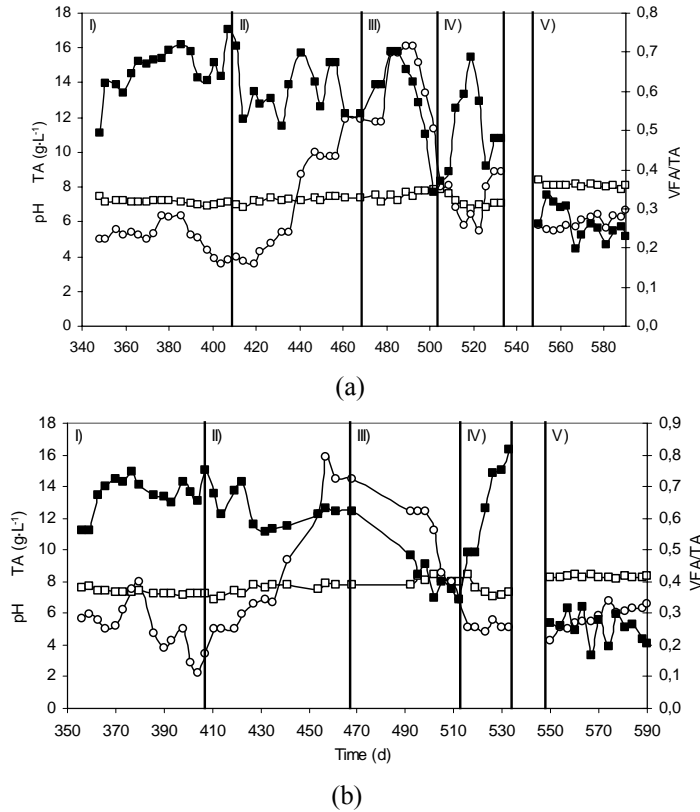 I) II) III) IV) V)
18 16 14 12 10 8 6 4 2 0
pH TA (g·L-1)
0,8 0,7 0,6 0,5 0,4 0,3 0,2 0,1 0,0
VFA/TA
340 360 380 400 420 440 460 480 500 520 540 560 580
(a)
I) II) III) IV) V)
18 16 14 12 10 8 6 4 2 0
pH TA (g·L-1)
0,9 0,8 0,7 0,6 0,5 0,4 0,3 0,2 0,1 0,0
VFA/TA
350 370 390 410 430 450 470 490 510 530 550 570 590
Time (d)
(b)